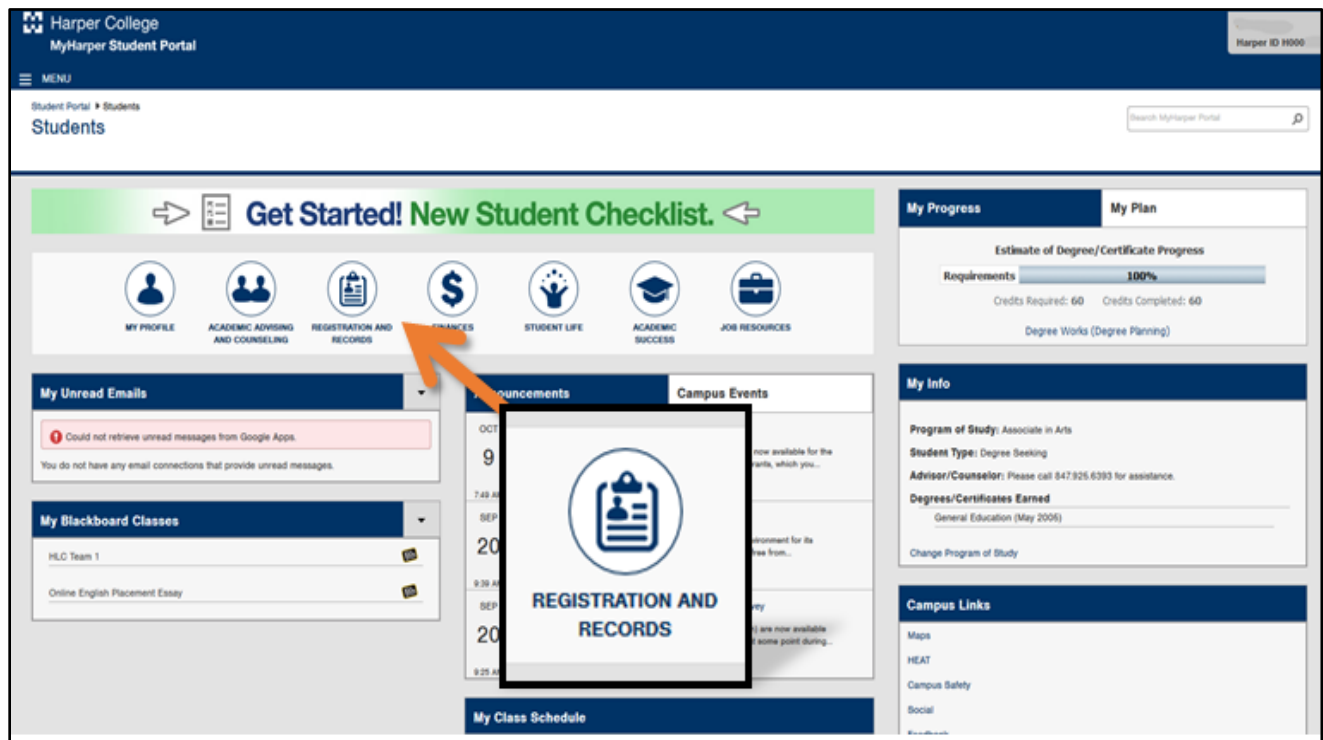 Harper College
MyHarper Student Portal
Harper ID H000
MENU
Student Portal Students
Students
Search MyHarper Portal
Get Started! New Student Checklist.
MY PROFILE
ACADEMIC ADVISING
AND COUNSELING
REGISTRATION AND
RECORDS
FINANCES
STUDENT LIFE
ACADEMIC
SUCCESS
JOB RESOURCES
My Unread Emails
Could not retrieve unread messages from Google Apps.
You do not have any email connections that provide unread messages.
My Blackboard Classes
HLC Team 1
Online English Placement Essay
Campus Events
OCT
9
now available for the
which you...
7:49
SEP
20
for its
free from...
9:39
SEP
20
are now available
some point during...
9:25
REGISTRATION AND
RECORDS
My Class Schedule
My Progress
My Plan
Estimate of Degree/Certificate Progress
Requirements 100%
Credits Required: 60 Credits Completed: 60
Degree Works (Degree Planning)
My Info
Program of Study: Associate in Arts
Student Type: Degree Seeking
Advisor/Counselor: Please call 847.925.6393 for assistance.
Degrees/Certificates Earned
General Education (May 2005)
Change Program of Study
Campus Links
Maps
HEAT
Campus Safety
Social